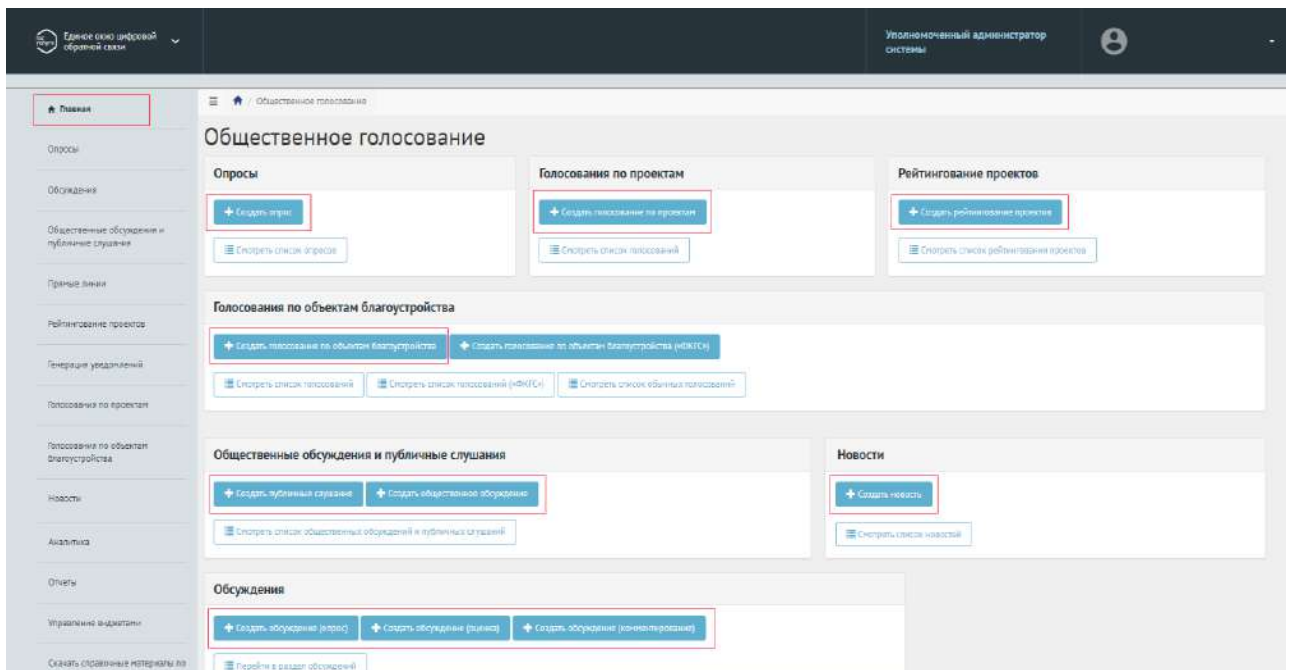 Единое окно цифровой
обратной связи
Уполномоченный администратор
системы
Главная
Опросы
Обсуждения
Общественные обсуждения и
публичные слушания
Прямые линии
Рейтингование проектов
Генерация уведомлений
Голосования по проектам
Голосования по объектам
благоустройства
Новости
Аналитика
Отчеты
Управление виджетами
Скачать справочные материалы по
/ Общественное голосование
Общественное голосование
Опросы
Создать опрос
Смотреть список опросов
Голосования по проектам
Создать голосование по проектам
Смотреть список голосований
Рейтингование проектов
Создать рейтингование проектов
Смотреть список рейтингования проектов
Голосования по объектам благоустройства
Создать голосование по объектам благоустройства
Создать голосование по объектам благоустройства («ФКГС»)
Смотреть список голосований
Смотреть список голосований («ФКГС»)
Смотреть список обычных голосований
Общественные обсуждения и публичные слушания
Создать публичные слушания
Создать общественное обсуждение
Смотреть список общественных обсуждений и публичных слушаний
Новости
Создать новость
Смотреть список новостей
Обсуждения
Создать обсуждение (опрос)
Создать обсуждение (оценка)
Создать обсуждение (комментирование)
Перейти в раздел обсуждений